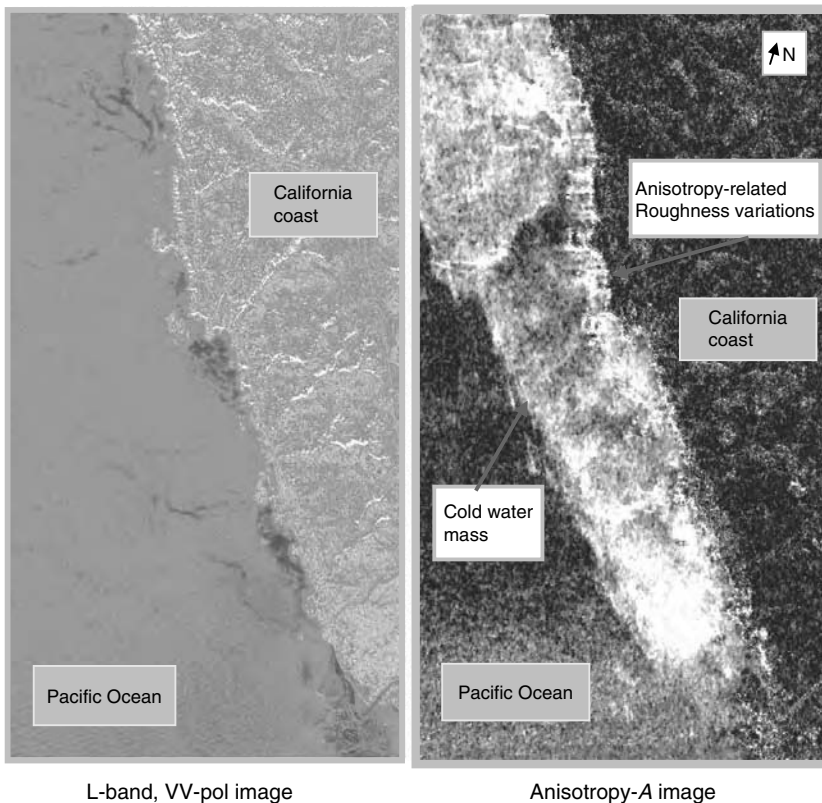 California
coast
Pacific Ocean
L-band, VV-pol image
N
Anisotropy-related
Roughness variations
California
coast
Cold water
mass
Pacific Ocean
Anisotropy-A image